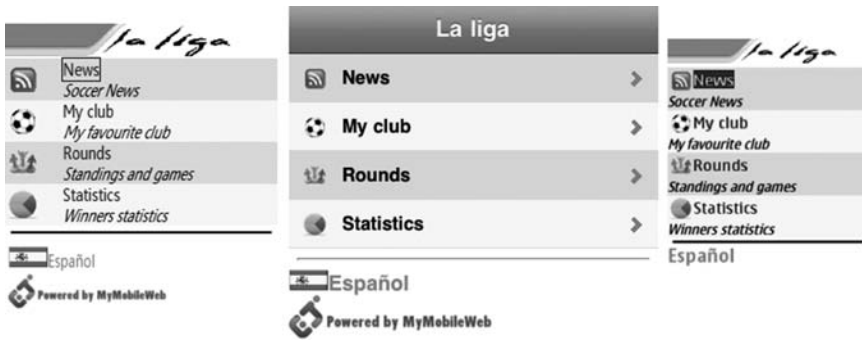 la liga
News
Soccer News
My club
My favourite club
Rounds
Standings and games
Statistics
Winners statistics
Español
Powered by MyMobileWeb
La liga
News
My club
Rounds
Statistics
Español
Powered by MyMobileWeb
la liga
News
Soccer News
My club
My favourite club
Rounds
Standings and games
Statistics
Winners statistics
Español